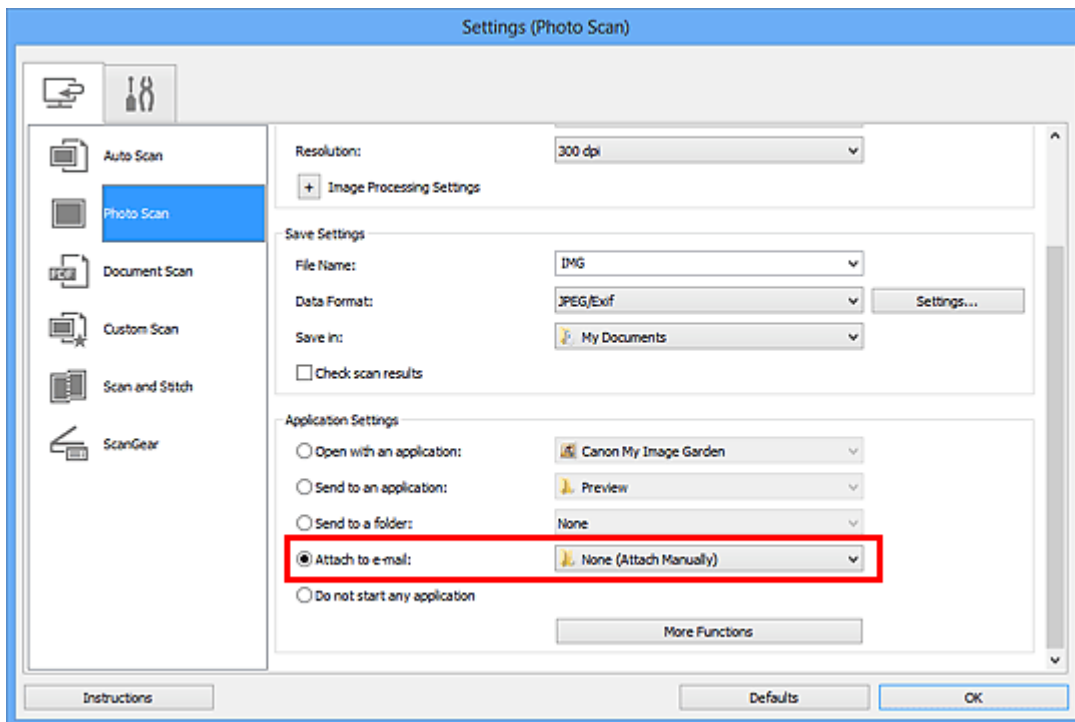 Settings (Photo Scan)
Auto Scan
Photo Scan
Document Scan
Custom Scan
Scan and Stitch
ScanGear
Resolution: 300 dpi
+ Image Processing Settings
Save Settings
File Name: IMG
Data Format: JPEG/Exif Settings...
Save in: My Documents
Check scan results
Application Settings
Open with an application: Canon My Image Garden
Send to an application: Preview
Send to a folder: None
Attach to e-mail: None (Attach Manually)
Do not start any application
More Functions
Instructions Defaults OK